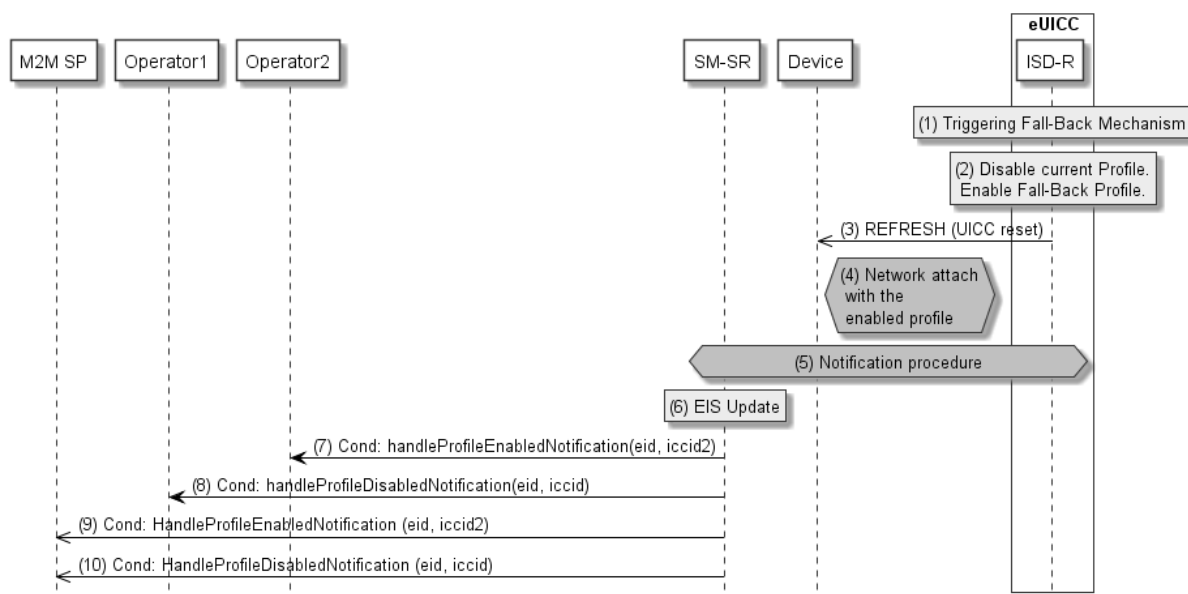 eUICC
M2M SP
Operator1
Operator2
SM-SR
Device
ISD-R
(1) Triggering Fall-Back Mechanism
(2) Disable current Profile.
Enable Fall-Back Profile.
(3) REFRESH (UICC reset)
(4) Network attach
with the
enabled profile
(5) Notification procedure
(6) EIS Update
(7) Cond: handleProfileEnabledNotification(eid, iccid2)
(8) Cond: handleProfileDisabledNotification(eid, iccid)
(9) Cond: HandleProfileEnabledNotification (eid, iccid2)
(10) Cond: HandleProfileDisabledNotification (eid, iccid)